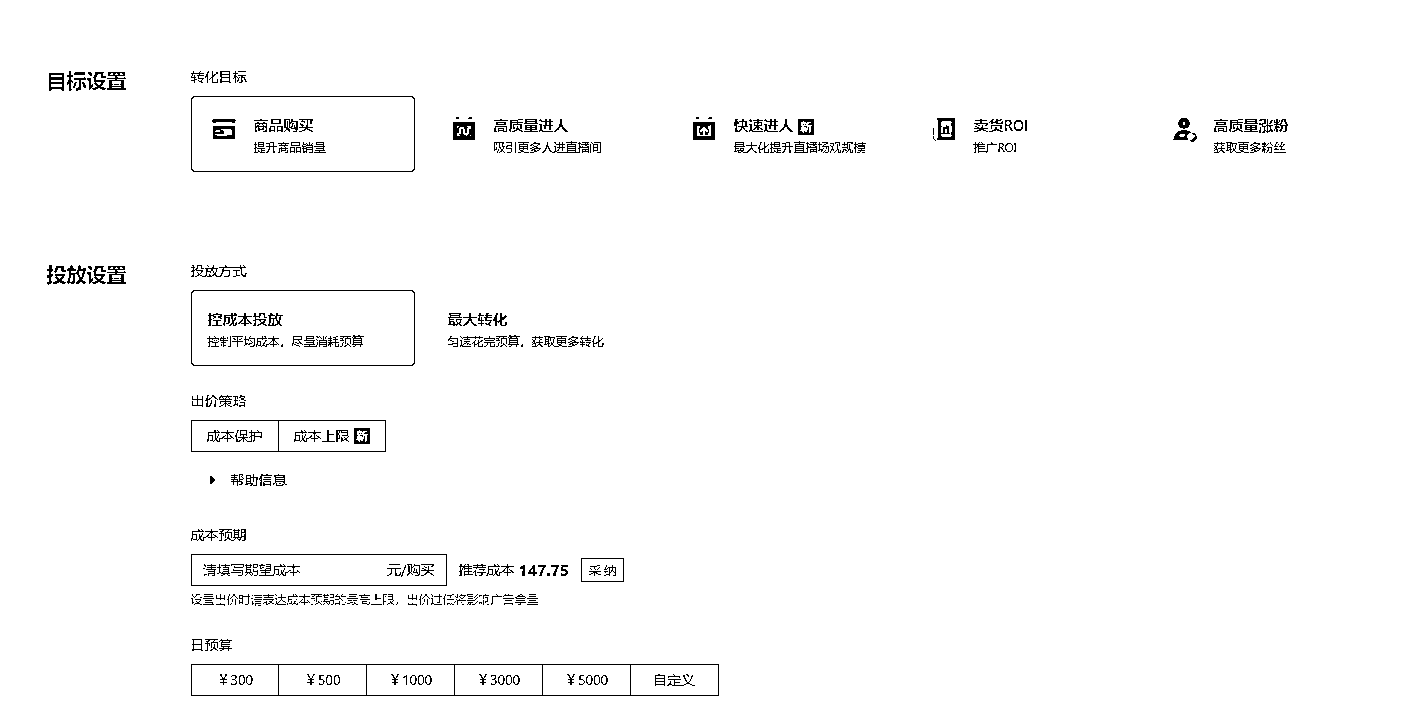 目标设置
转化目标
商品购买
提升商品销量
高质量进人
吸引更多人进直播间
快速进人 新
最大化提升直播场观规模
卖货ROI
推广ROI
高质量涨粉
获取更多粉丝
投放设置
投放方式
控成本投放
控制平均成本,尽量消耗预算
最大转化
匀速花完预算,获取更多转化
出价策略
成本保护 成本上限 新
帮助信息
成本预期
请填写期望成本 元/购买 推荐成本 147.75 采纳
设置出价时请表达成本预期的最高上限,出价过低将影响广告拿量
日预算
¥300 ¥500 ¥1000 ¥3000 ¥5000 自定义